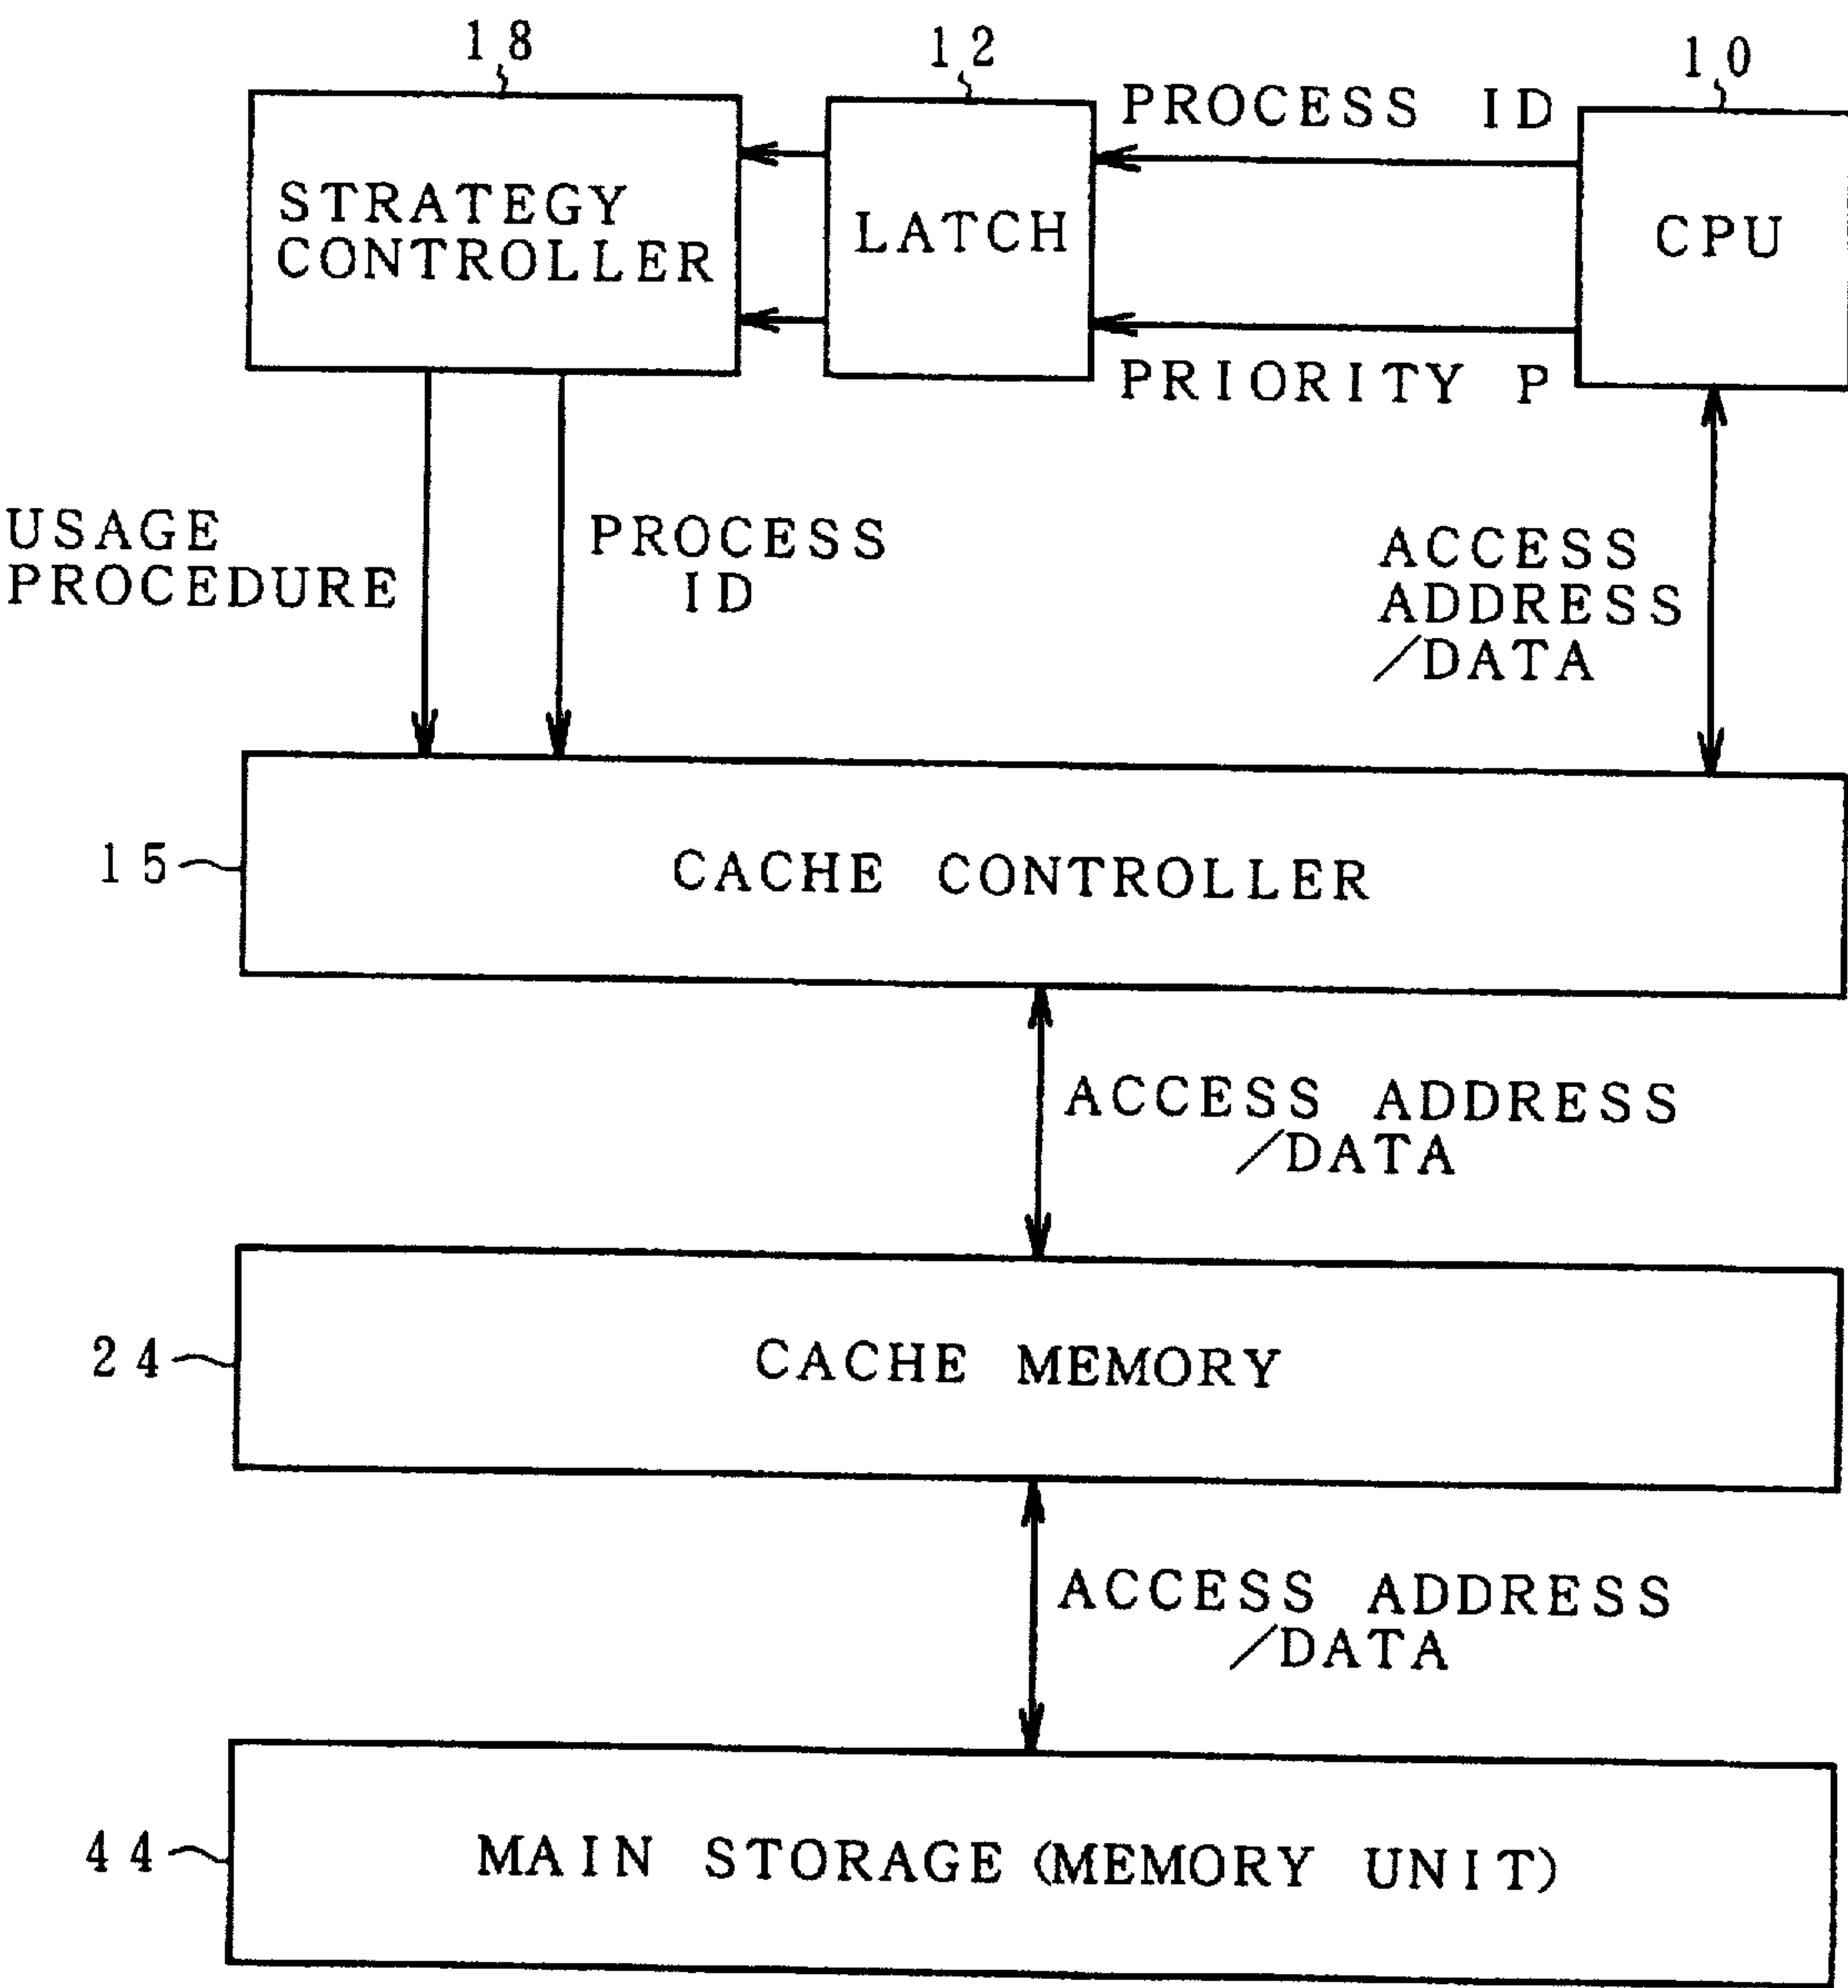 18
12
10
PROCESS ID
STRATEGY
CONTROLLER
LATCH
CPU
PRIORITY P
USAGE
PROCEDURE
PROCESS
ID
ACCESS
ADDRESS
/DATA
15
CACHE CONTROLLER
ACCESS ADDRESS
/DATA
24
CACHE MEMORY
ACCESS ADDRESS
/DATA
44
MAIN STORAGE (MEMORY UNIT)